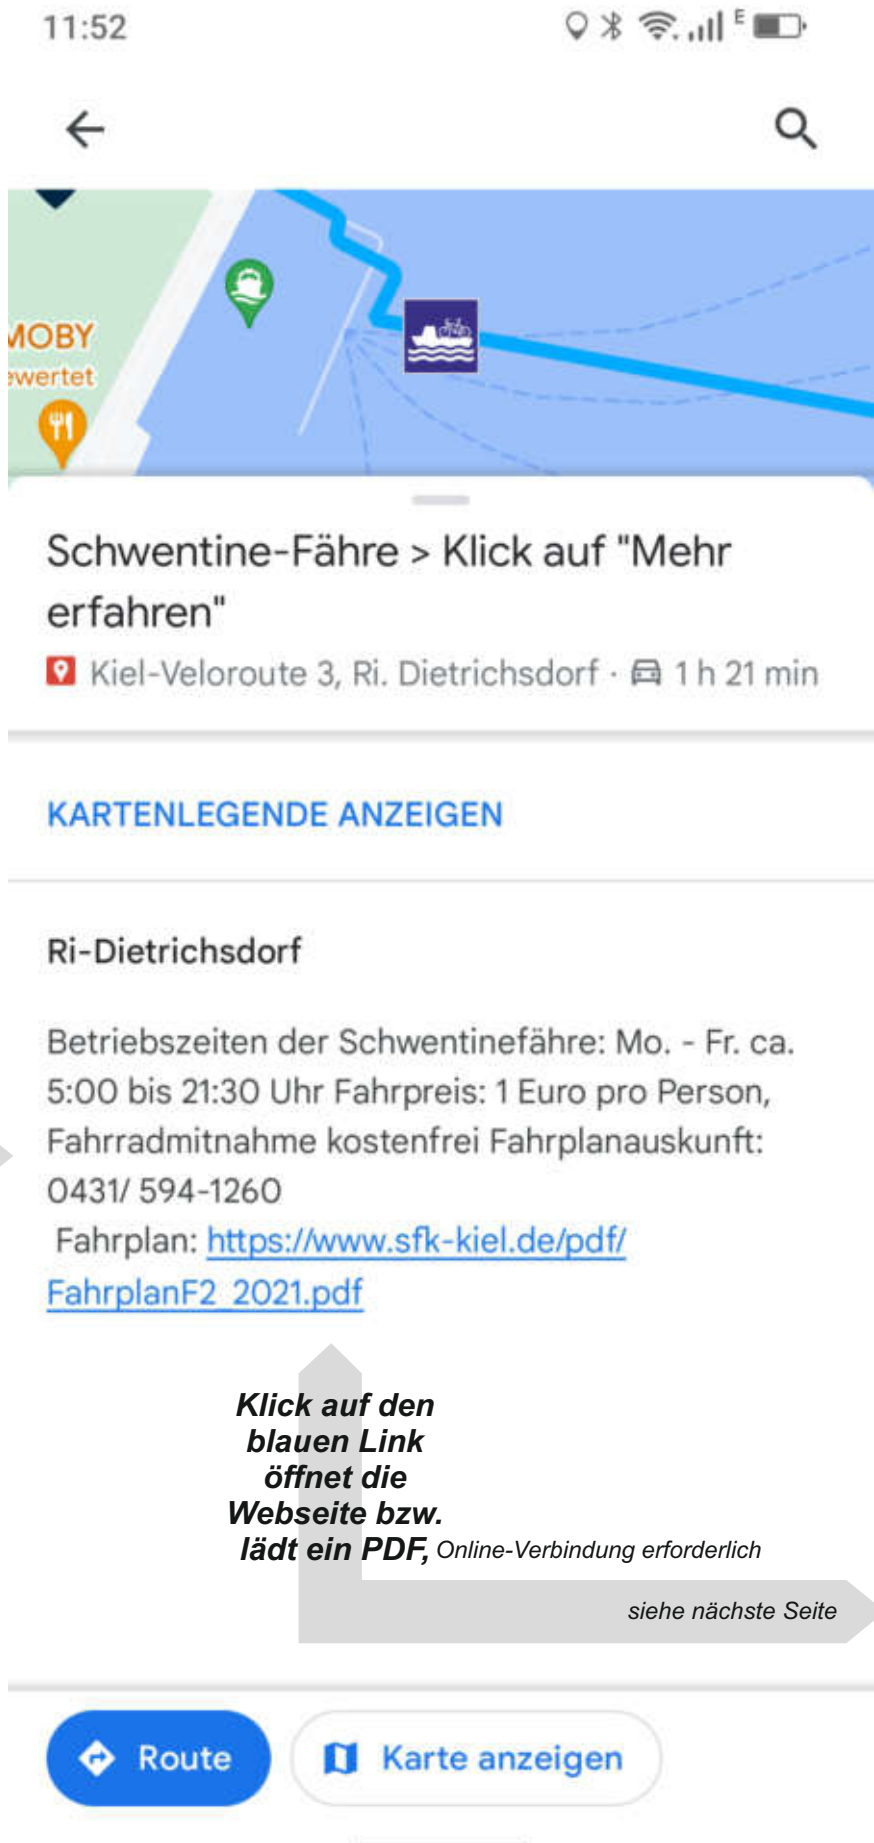 11:52
E
MOBY
ewertet
Schwentine-Fähre > Klick auf "Mehr
erfahren"
Kiel-Veloroute 3, Ri. Dietrichsdorf · 1 h 21 min
KARTENLEGENDE ANZEIGEN
Ri-Dietrichsdorf
Betriebszeiten der Schwentinefähre: Mo. - Fr. ca.
5:00 bis 21:30 Uhr Fahrpreis: 1 Euro pro Person,
Fahrradmitnahme kostenfrei Fahrplanauskunft:
0431/ 594-1260
Fahrplan: https://www.sfk-kiel.de/pdf/
FahrplanF2_2021.pdf
Klick auf den
blauen Link
öffnet die
Webseite bzw.
lädt ein PDF, Online-Verbindung erforderlich
siehe nächste Seite
Route
Karte anzeigen